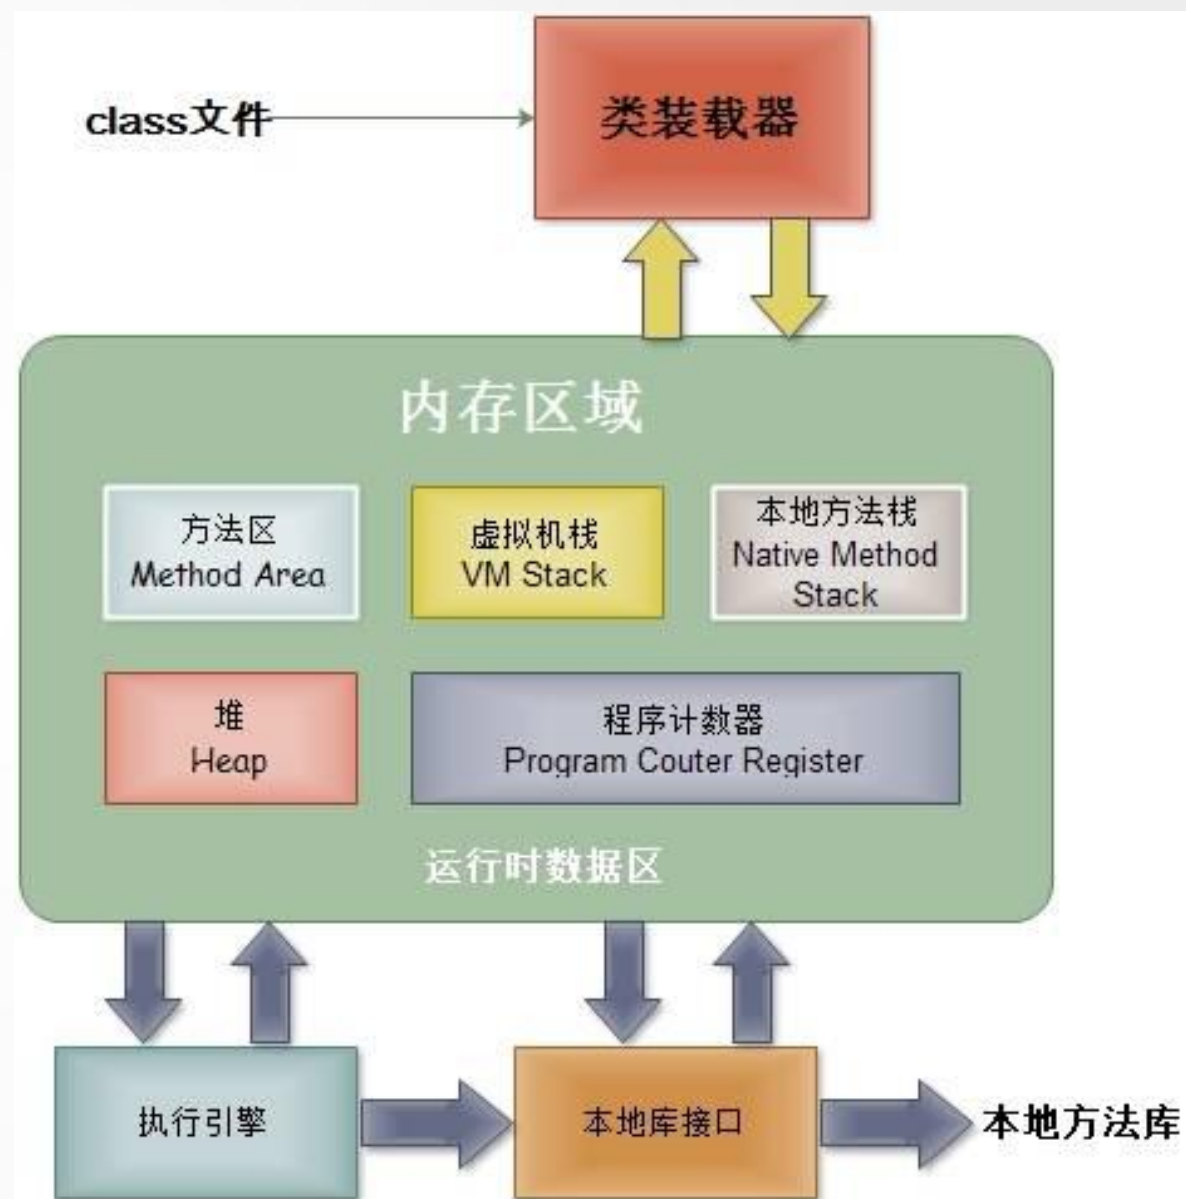 class文件
类装载器
内存区域
方法区
Method Area
虚拟机栈
VM Stack
本地方法栈
Native Method
Stack
堆
Heap
程序计数器
Program Couter Register
运行时数据区
执行引擎
本地库接口
本地方法库